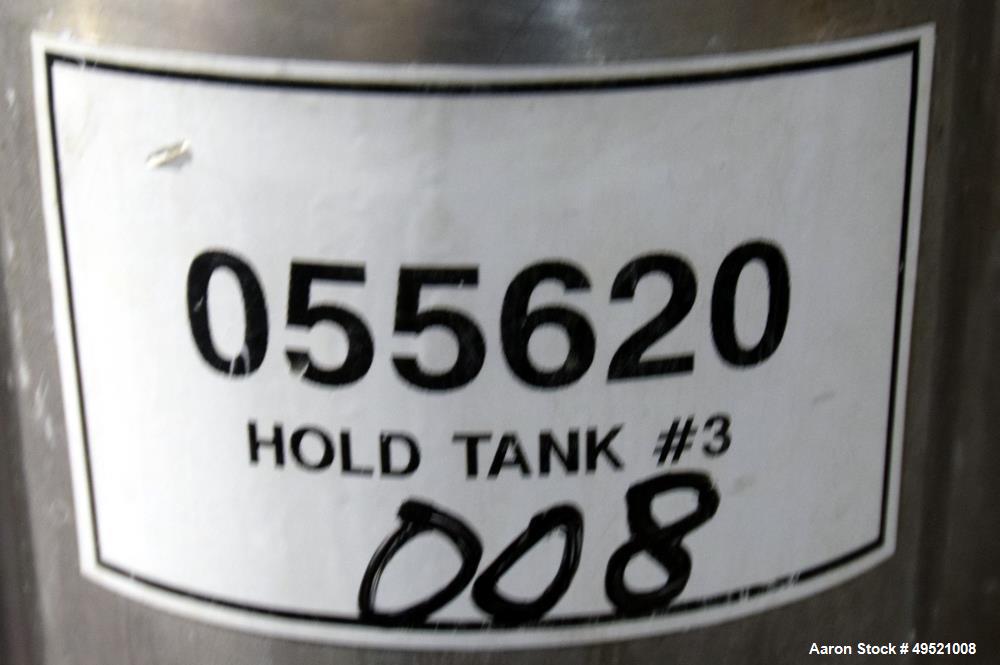 055620
HOLD TANK #3
008
Aaron Stock # 49521008